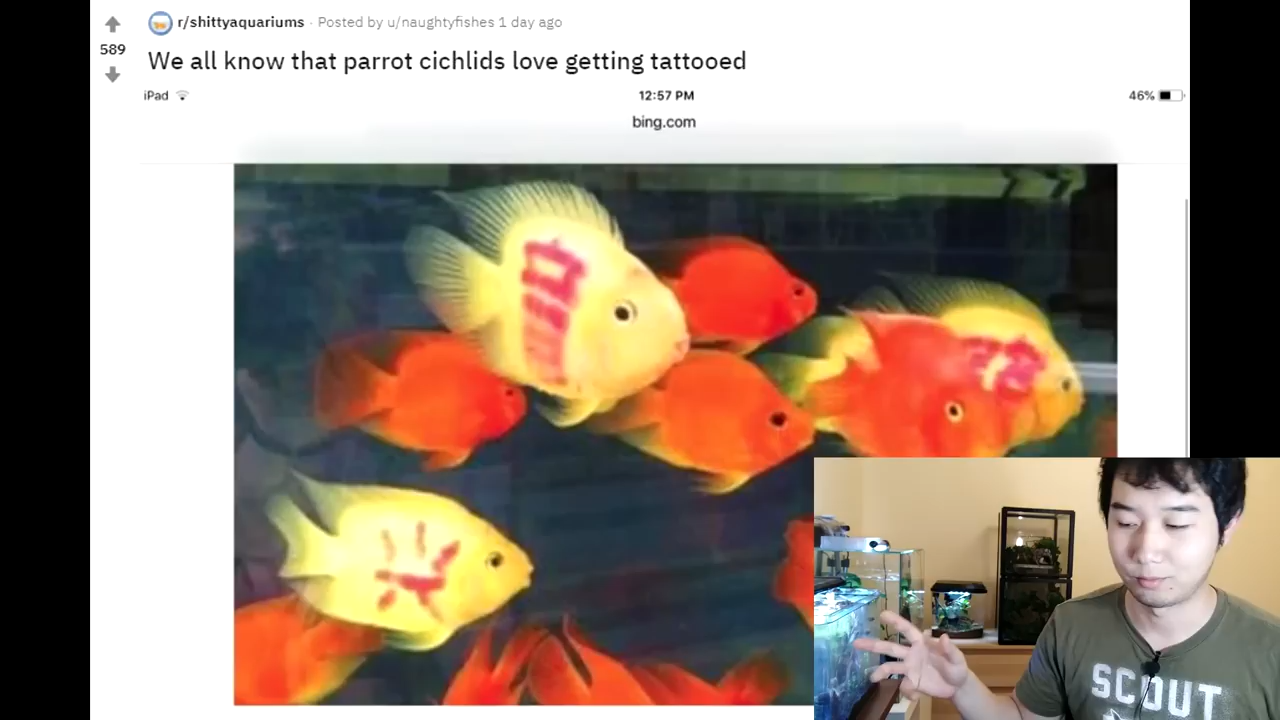 r/shittyaquariums · Posted by u/naughtyfishes 1 day ago
589
We all know that parrot cichlids love getting tattooed
iPad
12:57 PM
46%
bing.com
SCOUT